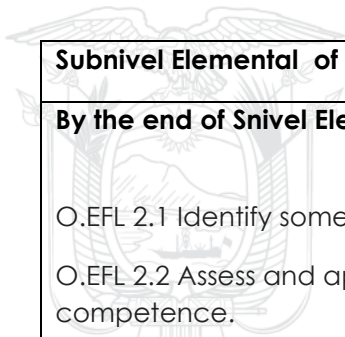 Subnivel Elemental of
By the end of Snivel Ele
O.EFL 2.1 Identify some
O.EFL 2.2 Assess and ap
competence.